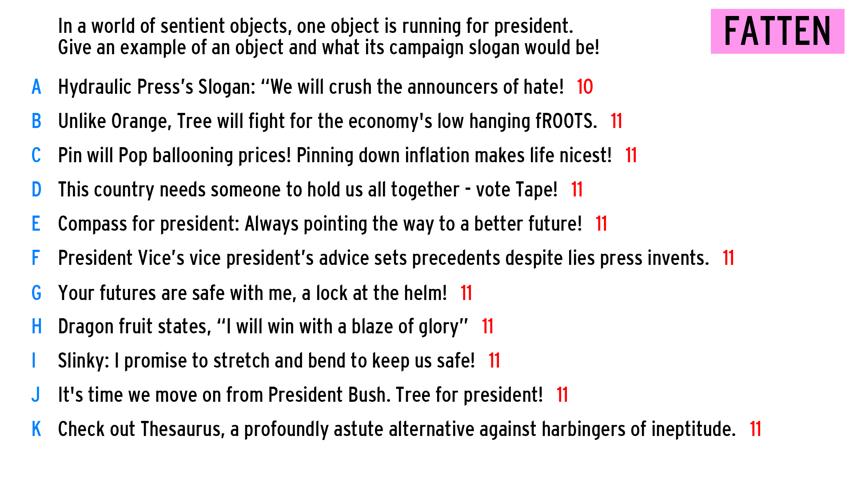 In a world of sentient objects, one object is running for president.
Give an example of an object and what its campaign slogan would be!
FATTEN
A Hydraulic Press's Slogan: “We will crush the announcers of hate! 10
B Unlike Orange, Tree will fight for the economy's low hanging fROOTS. 11
C Pin will Pop ballooning prices! Pinning down inflation makes life nicest! 11
D This country needs someone to hold us all together - vote Tape! 11
E Compass for president: Always pointing the way to a better future! 11
F President Vice's vice president's advice sets precedents despite lies press invents. 11
G Your futures are safe with me, a lock at the helm! 11
H Dragon fruit states, “I will win with a blaze of glory” 11
I Slinky: I promise to stretch and bend to keep us safe! 11
J It's time we move on from President Bush. Tree for president! 11
K Check out Thesaurus, a profoundly astute alternative against harbingers of ineptitude. 11